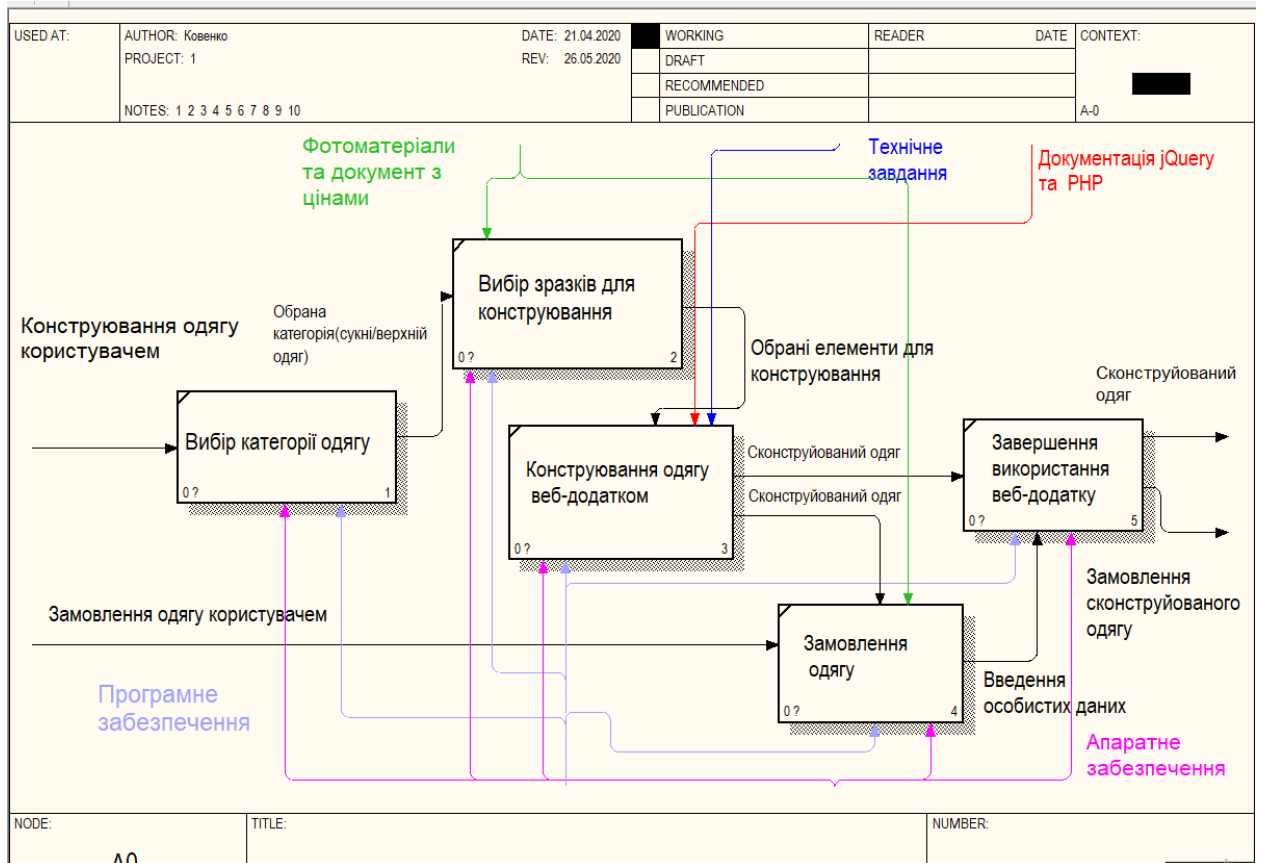 USED AT:
AUTHOR: Ковенко
DATE: 21.04.2020
WORKING
READER
DATE
CONTEXT:
PROJECT: 1
REV: 26.05.2020
DRAFT
RECOMMENDED
NOTES: 1 2 3 4 5 6 7 8 9 10
PUBLICATION
A-0
Фотоматеріали
та документ з
цінами
Технічне
завдання
Документація jQuery
та PHP
Вибір зразків для
конструювання
0 ?
2
Обрана
категорія(сукні/верхній
одяг)
Конструювання одягу
користувачем
Обрані елементи для
конструювання
Сконструйований
одяг
Вибір категорії одягу
0 ?
1
Конструювання одягу
веб-додатком
0 ?
3
Сконструйований одяг
Сконструйований одяг
Завершення
використання
веб-додатку
0 ?
5
Замовлення
сконструйованого
одягу
Замовлення одягу користувачем
Замовлення
одягу
0 ?
4
Введення
особистих даних
Програмне
забезпечення
Апаратне
забезпечення
NODE:
TITLE:
NUMBER:
A0